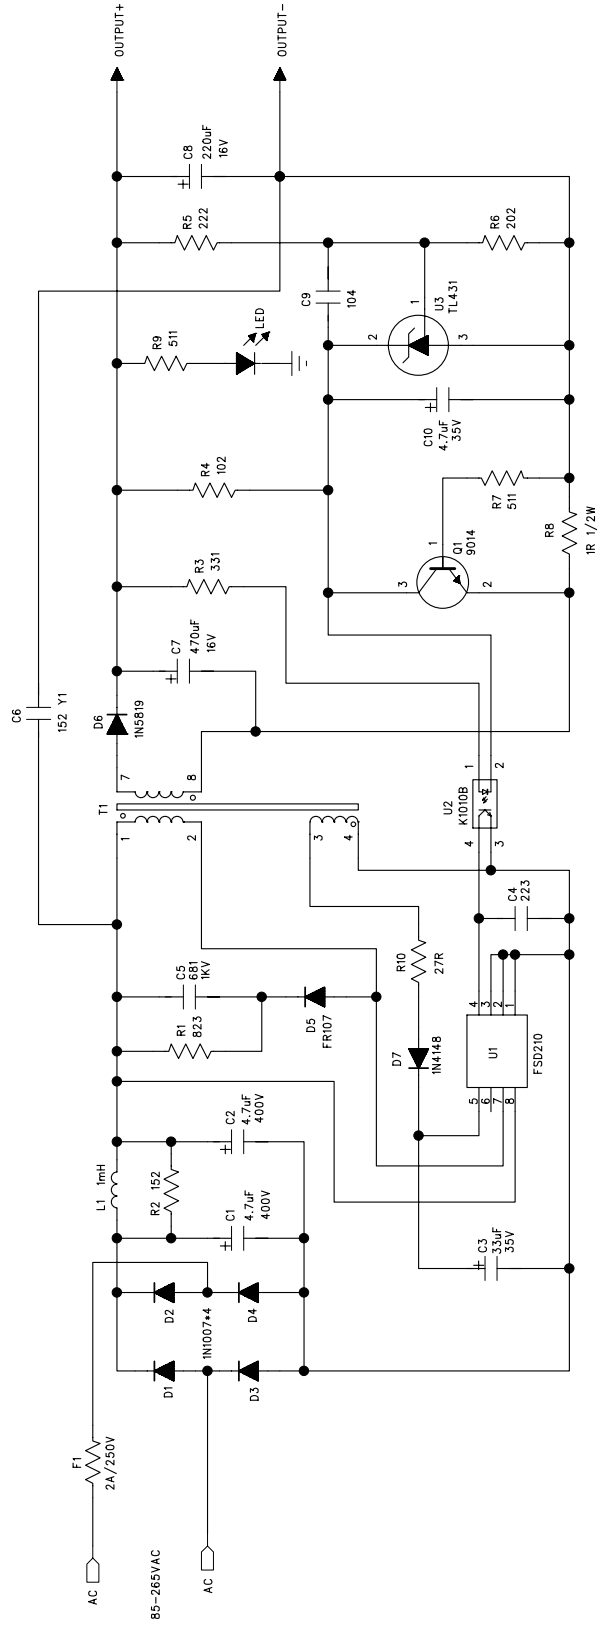 OUTPUT+
OUTPUT-
C8
220uF
16V
R5
222
R6
202
C9
104
U3
TL431
1
2
3
R9
511
LED
C10
4.7uF
35V
R4
102
R7
511
R8
1R 1/2W
Q1
9014
1
3
2
R3
331
C7
470uF
16V
C6
152 Y1
D6
1N5819
T1
7
8
1
2
3
4
U2
K1010B
1
2
4
3
C4
223
C5
681
1KV
R1
823
D5
FR107
R10
27R
D7
1N4148
U1
FSD210
4
3
2
1
5
6
7
8
L1
1mH
R2
152
C2
4.7uF
400V
C1
4.7uF
400V
C3
33uF
35V
D2
D4
1N1007*4
D1
D3
F1
2A/250V
AC
85-265VAC
AC